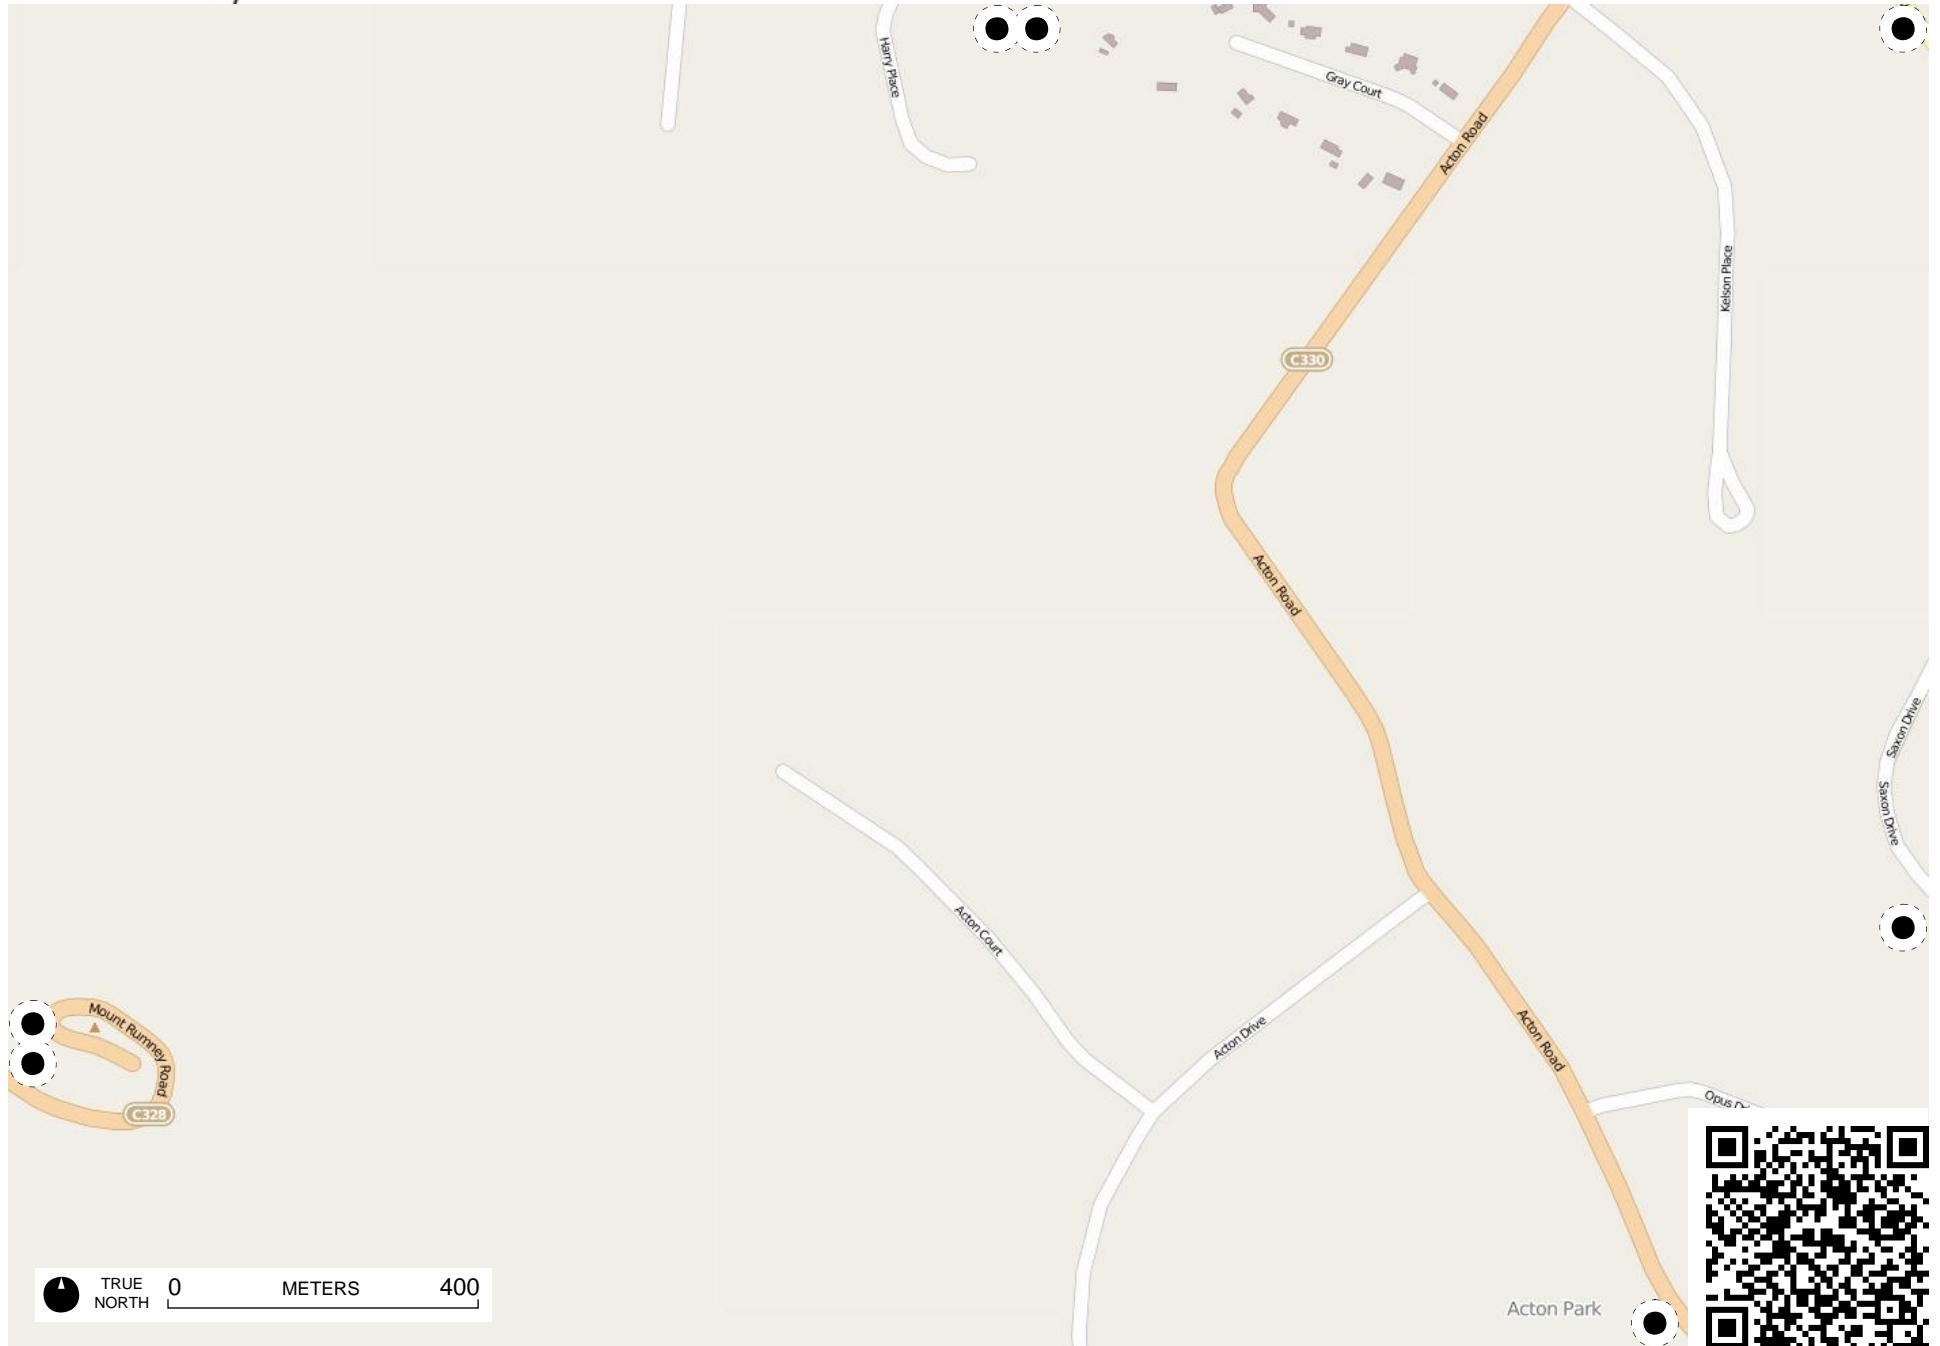 Harry Place
Gray Court
Acton Road
Kelson Place
C330
Acton Road
Saxon Drive
Saxon Drive
Acton Court
Mount Rumney Road
Acton Drive
Acton Road
C328
Opus
TRUE NORTH
0 METERS 400
Acton Park